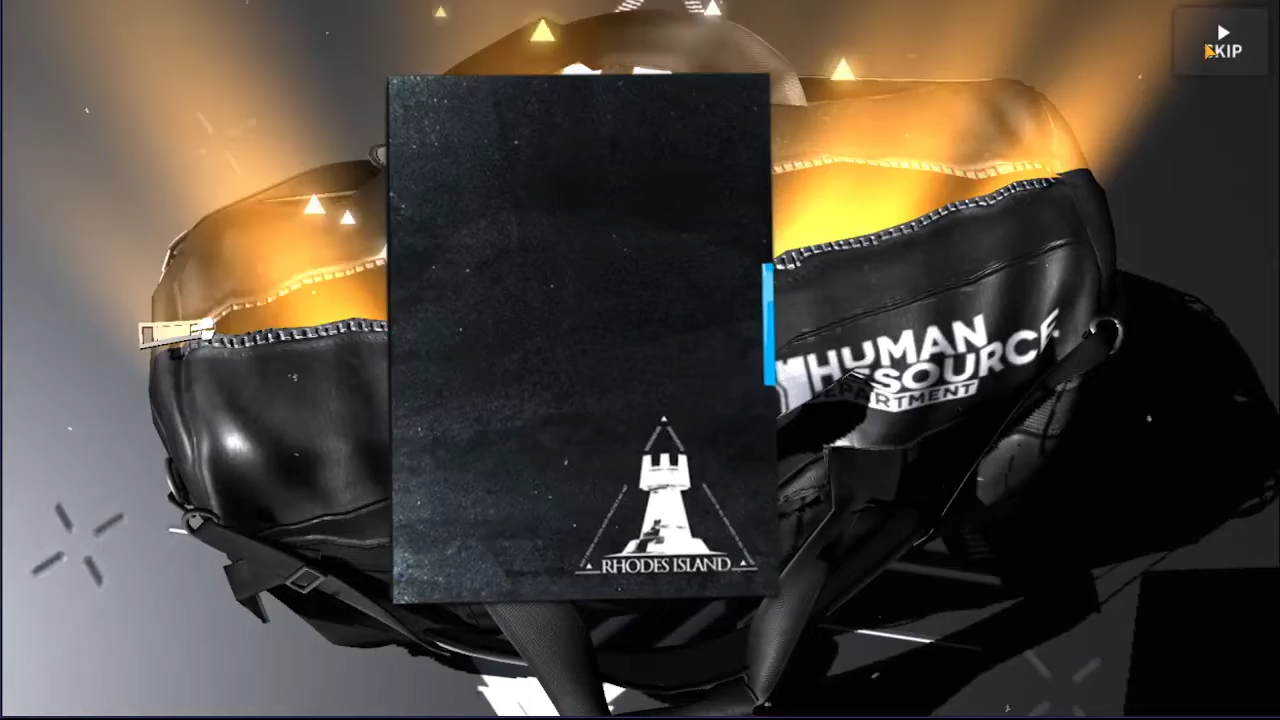 SKIP
HUMAN
RESOURCE
DEPARTMENT
RHODES ISLAND